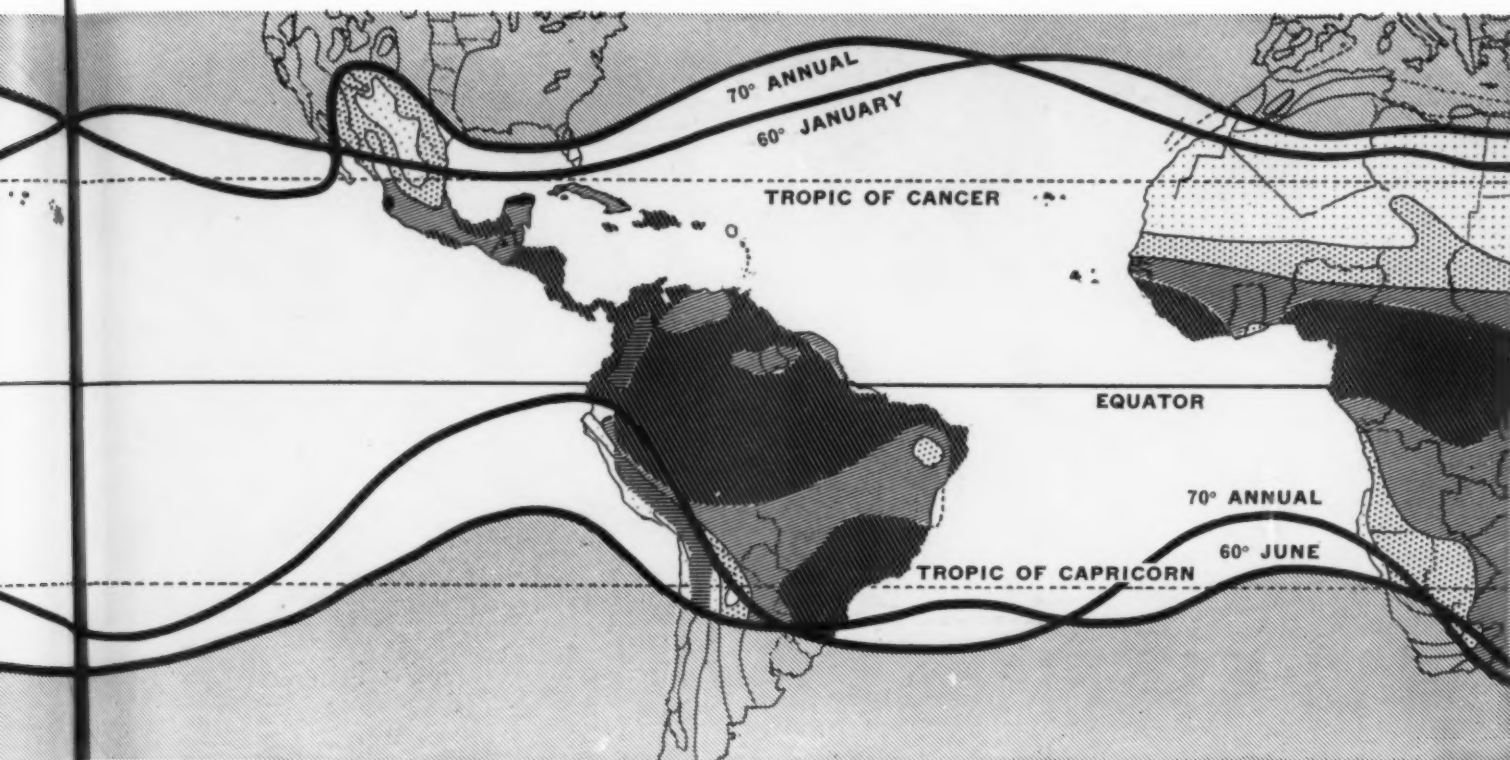 70° ANNUAL
60° JANUARY
TROPIC OF CANCER
EQUATOR
70° ANNUAL
60° JUNE
TROPIC OF CAPRICORN